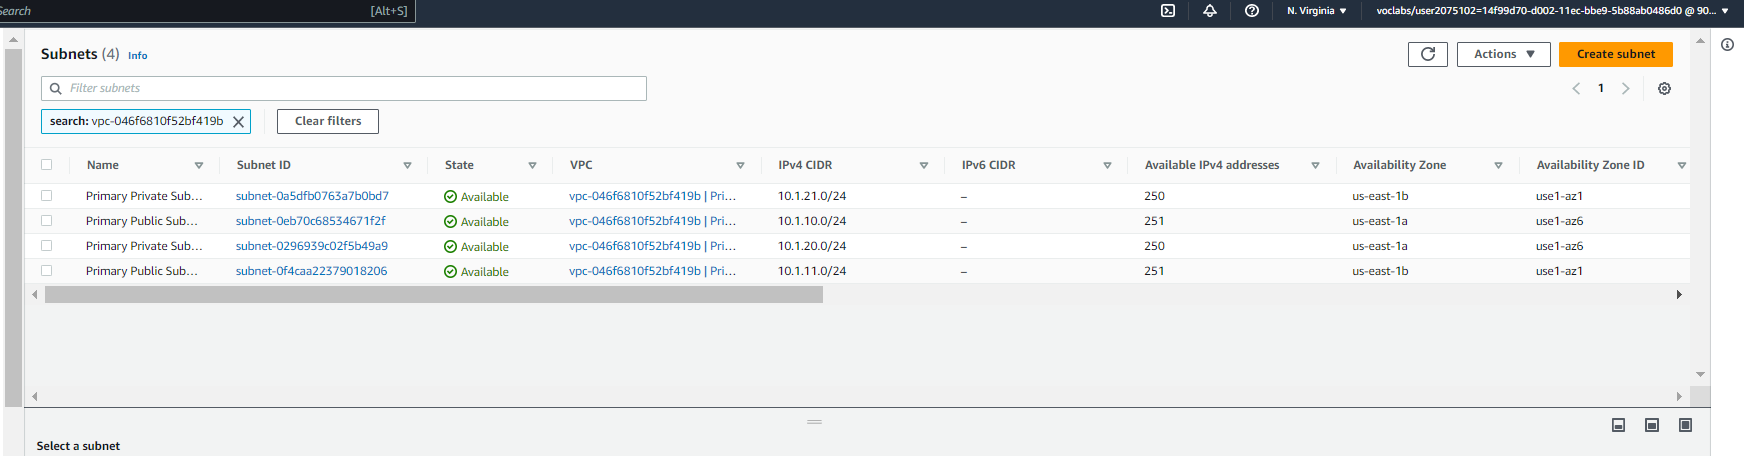 Search [Alt+S] N. Virginia ▼ voclabs/user2075102=14f99d70-d002-11ec-bbe9-5b88ab0486d0 @ 90... ▼
Subnets (4) Info Actions ▼ Create subnet
Filter subnets 1
search: vpc-046f6810f52bf419b Clear filters
Name Subnet ID State VPC IPv4 CIDR IPv6 CIDR Available IPv4 addresses Availability Zone Availability Zone ID
Primary Private Sub... subnet-0a5dfb0763a7b0bd7 Available vpc-046f6810f52bf419b | Pri... 10.1.21.0/24 – 250 us-east-1b use1-az1
Primary Public Sub... subnet-0eb70c68534671f2f Available vpc-046f6810f52bf419b | Pri... 10.1.10.0/24 – 251 us-east-1a use1-az6
Primary Private Sub... subnet-0296939c02f5b49a9 Available vpc-046f6810f52bf419b | Pri... 10.1.20.0/24 – 250 us-east-1a use1-az6
Primary Public Sub... subnet-0f4caa22379018206 Available vpc-046f6810f52bf419b | Pri... 10.1.11.0/24 – 251 us-east-1b use1-az1
Select a subnet